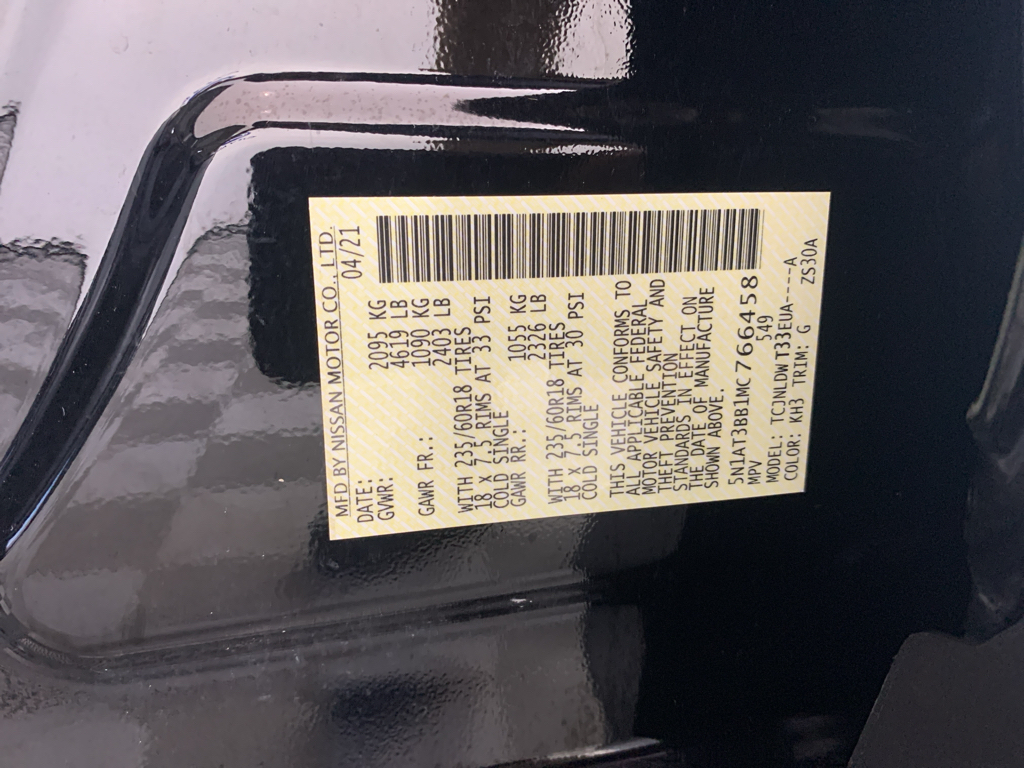 MFD BY NISSAN MOTOR CO., LTD.
DATE: 04/21
GVWR: 2095 KG
4619 LB
GAWR FR.: 1090 KG
2403 LB
WITH 235/60R18 TIRES
18 X 7.5 RIMS AT 33 PSI
COLD SINGLE
GAWR RR.: 1055 KG
2326 LB
WITH 235/60R18 TIRES
18 X 7.5 RIMS AT 30 PSI
COLD SINGLE
THIS VEHICLE CONFORMS TO
ALL APPLICABLE FEDERAL
MOTOR VEHICLE SAFETY AND
THEFT PREVENTION
STANDARDS IN EFFECT ON
THE DATE OF MANUFACTURE
SHOWN ABOVE.
5N1AT3BB1MC766458
MPV 549
MODEL: TCJNLDW T33EUA----A
COLOR: KH3 TRIM: G ZS30A